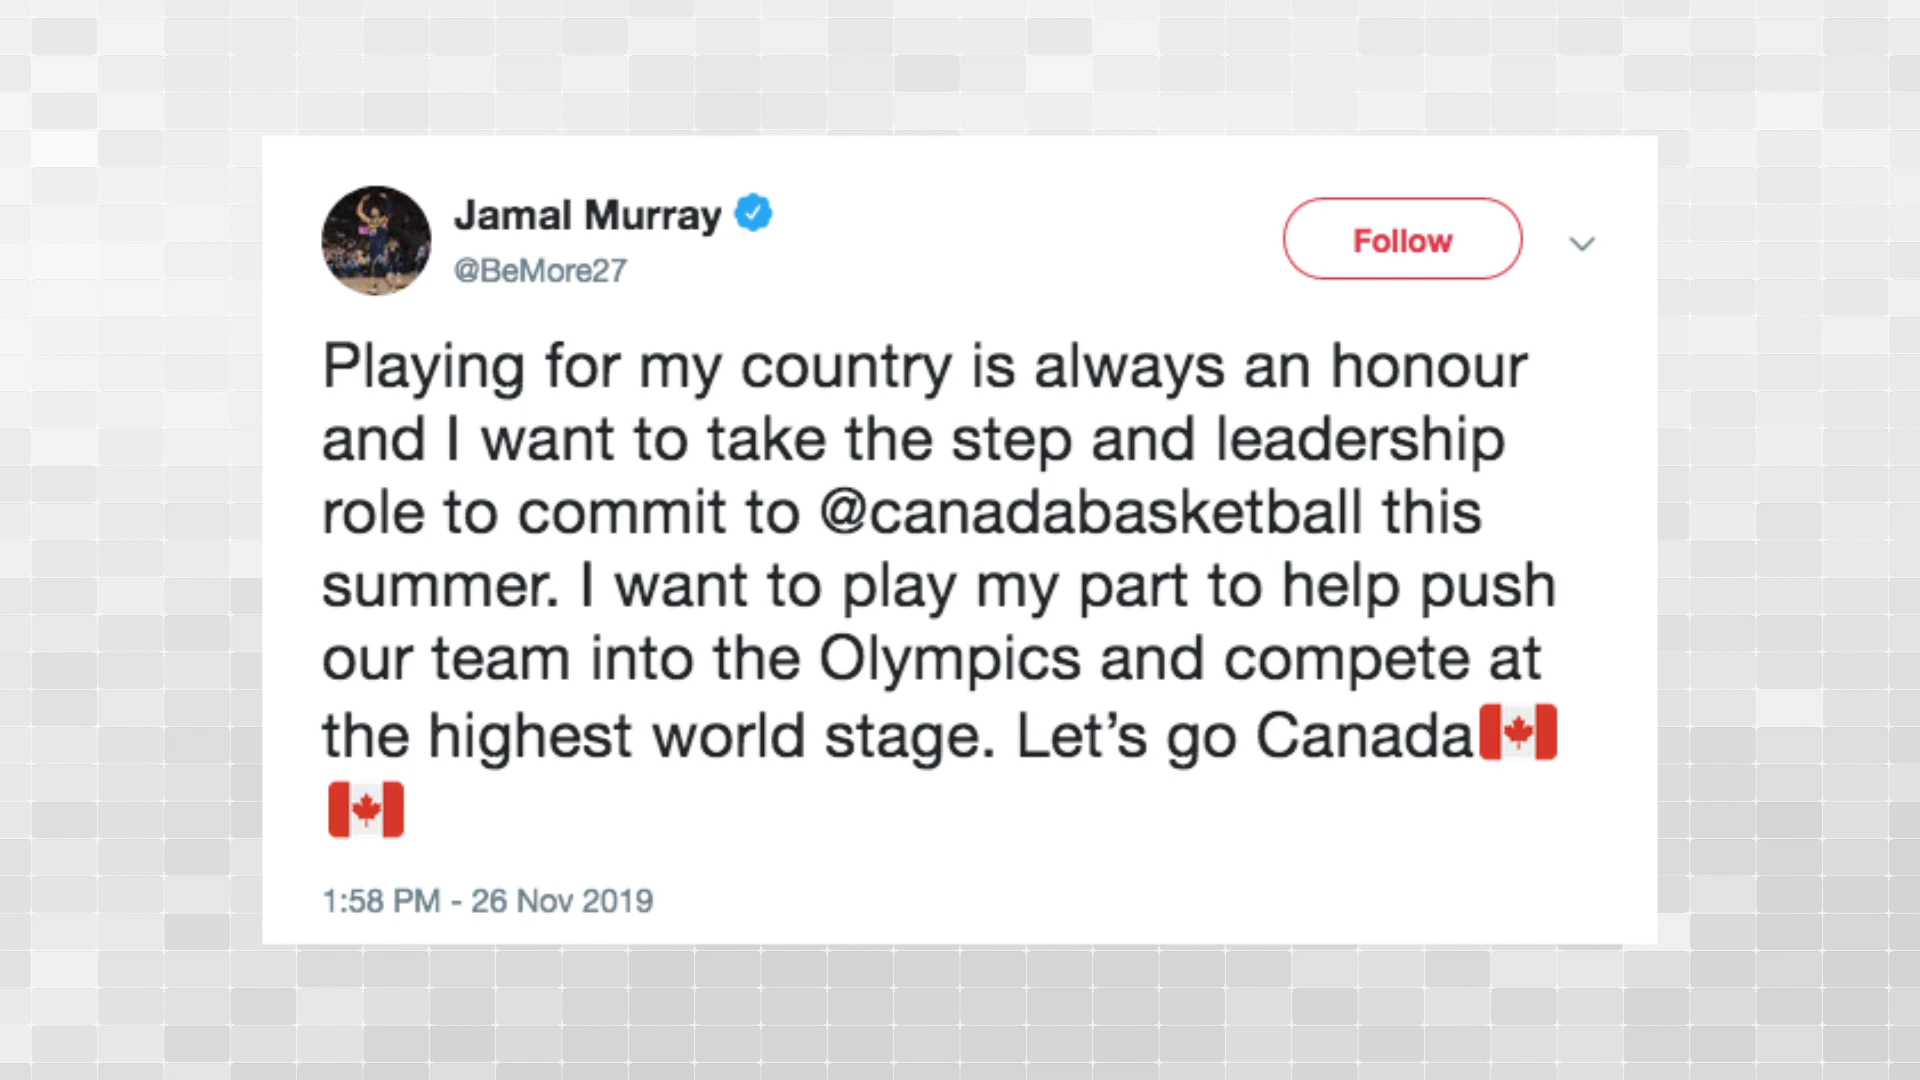 Jamal Murray
@BeMore27
Follow
Playing for my country is always an honour
and I want to take the step and leadership
role to commit to @canadabasketball this
summer. I want to play my part to help push
our team into the Olympics and compete at
the highest world stage. Let’s go Canada🇨🇦
🇨🇦
1:58 PM - 26 Nov 2019